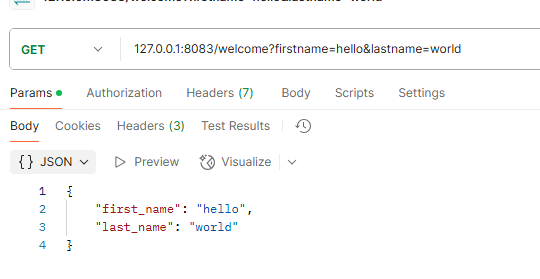 GET 127.0.0.1:8083/welcome?firstname=hello&lastname=world
Params Authorization Headers (7) Body Scripts Settings
Body Cookies Headers (3) Test Results
{} JSON Preview Visualize
1 {
2 "first_name": "hello",
3 "last_name": "world"
4 }